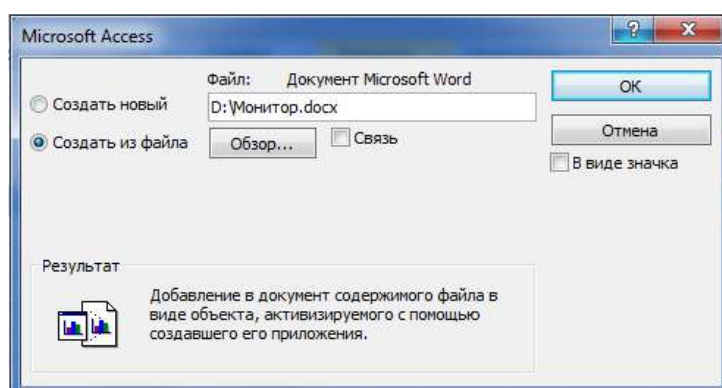 Microsoft Access
Файл: Документ Microsoft Word
Создать новый
D:\Монитор.docx
Создать из файла
Обзор...
Связь
ОК
Отмена
В виде значка
Результат
Добавление в документ содержимого файла в
виде объекта, активизируемого с помощью
создавшего его приложения.